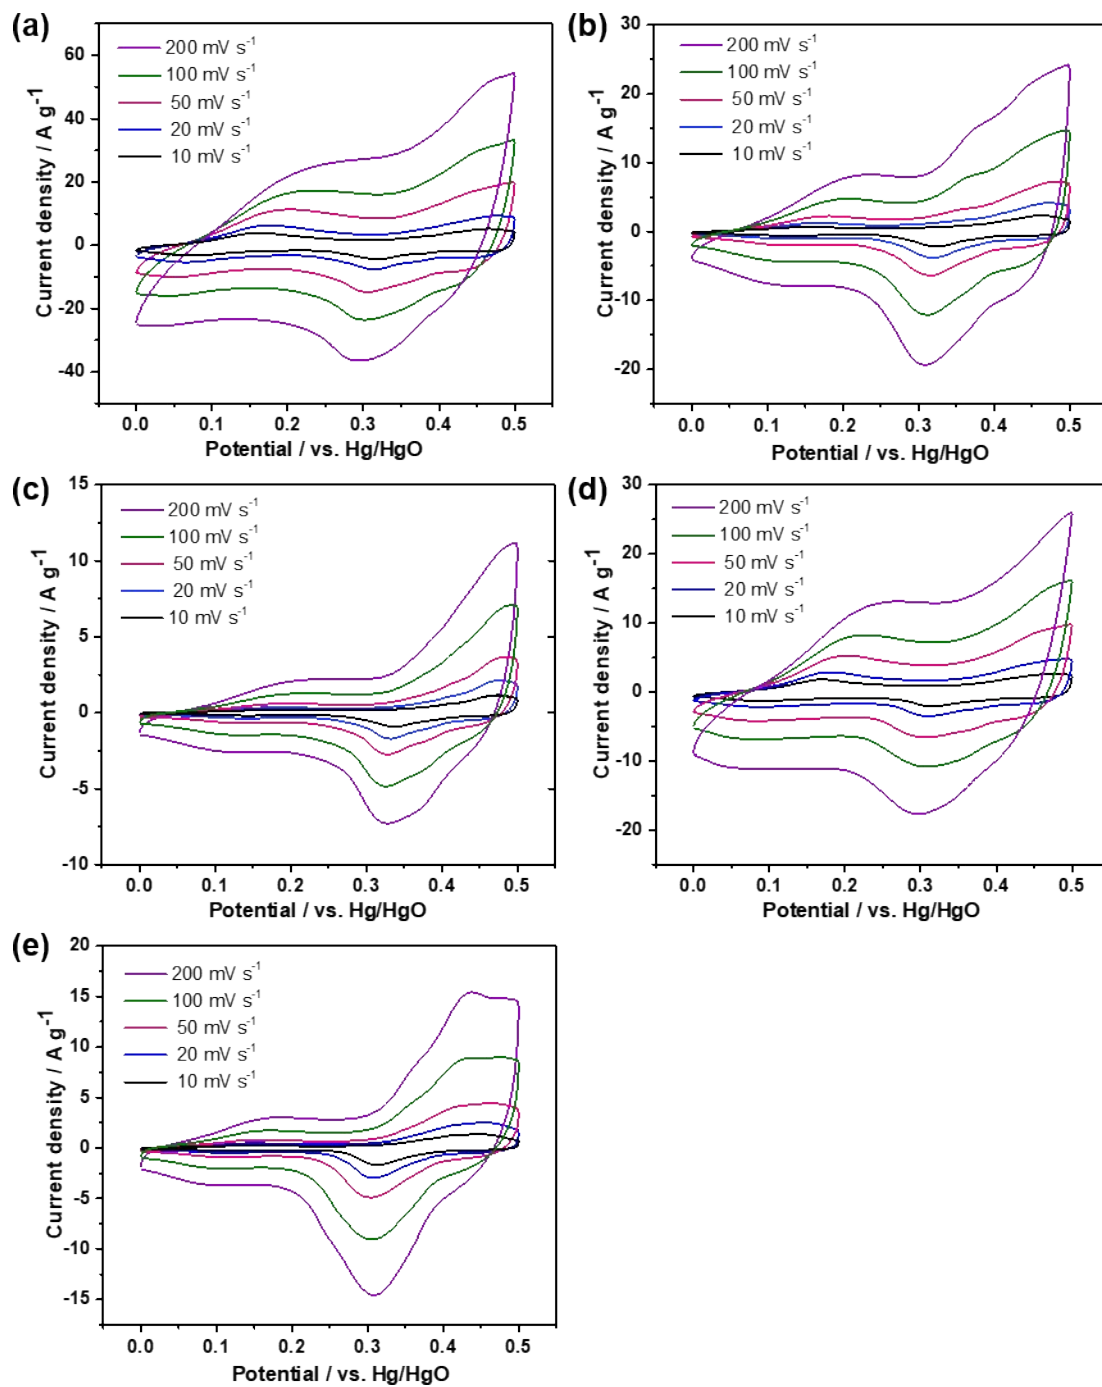 (a)
60
40
20
0
-20
-40
Current density / A g⁻¹
200 mV s⁻¹
100 mV s⁻¹
50 mV s⁻¹
20 mV s⁻¹
10 mV s⁻¹
0.0 0.1 0.2 0.3 0.4 0.5
Potential / vs. Hg/HgO
(b)
30
20
10
0
-10
-20
Current density / A g⁻¹
200 mV s⁻¹
100 mV s⁻¹
50 mV s⁻¹
20 mV s⁻¹
10 mV s⁻¹
0.0 0.1 0.2 0.3 0.4 0.5
Potential / vs. Hg/HgO
(c)
15
10
5
0
-5
-10
Current density / A g⁻¹
200 mV s⁻¹
100 mV s⁻¹
50 mV s⁻¹
20 mV s⁻¹
10 mV s⁻¹
0.0 0.1 0.2 0.3 0.4 0.5
Potential / vs. Hg/HgO
(d)
30
20
10
0
-10
-20
Current density / A g⁻¹
200 mV s⁻¹
100 mV s⁻¹
50 mV s⁻¹
20 mV s⁻¹
10 mV s⁻¹
0.0 0.1 0.2 0.3 0.4 0.5
Potential / vs. Hg/HgO
(e)
20
15
10
5
0
-5
-10
-15
Current density / A g⁻¹
200 mV s⁻¹
100 mV s⁻¹
50 mV s⁻¹
20 mV s⁻¹
10 mV s⁻¹
0.0 0.1 0.2 0.3 0.4 0.5
Potential / vs. Hg/HgO